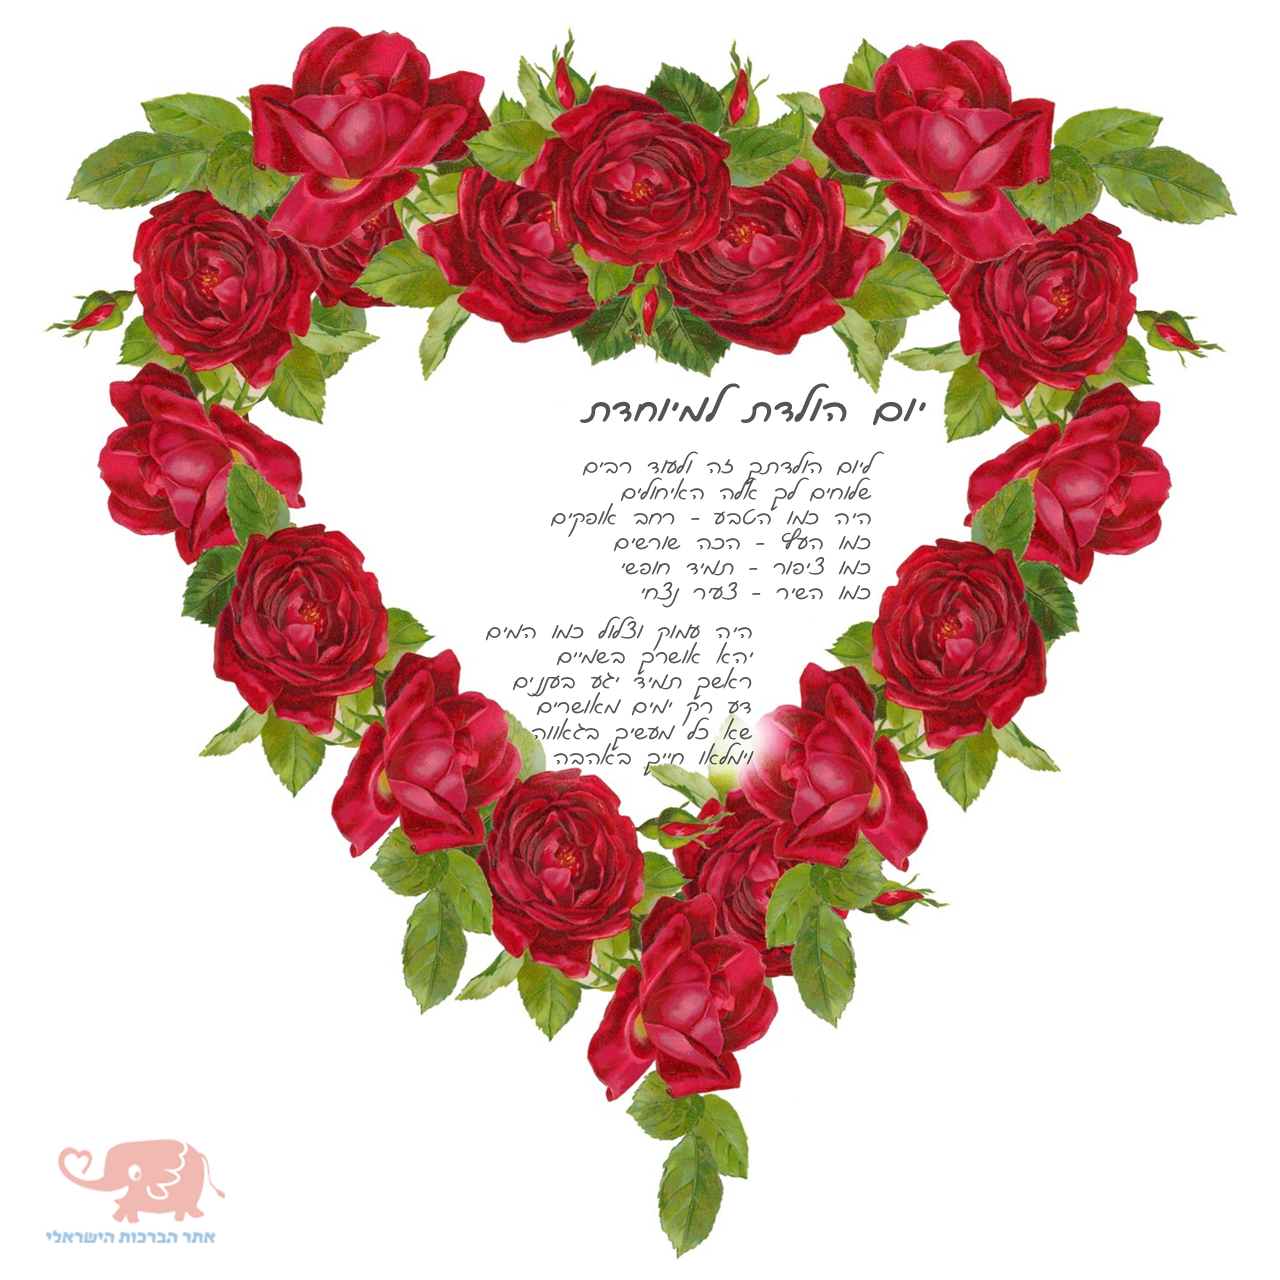 יום הולדת למיוחדת
ליום הולדתך זה ולעוד רבים
שלוחים לך אלה האיחולים
היה כמו הטבע - רחב אופקים
כמו העץ - הכה שורשים
כמו ציפור - תמיד חופשי
כמו השיר - צעיר נצחי
היה עמוק וצלול כמו המים
יהא אושרך בשמיים
ראשך תמיד יגע בעננים
דע רק ימים מאושרים
שא כל מעשיך בגאווה
וימלאו חייך באהבה
אתר הברכות הישראלי